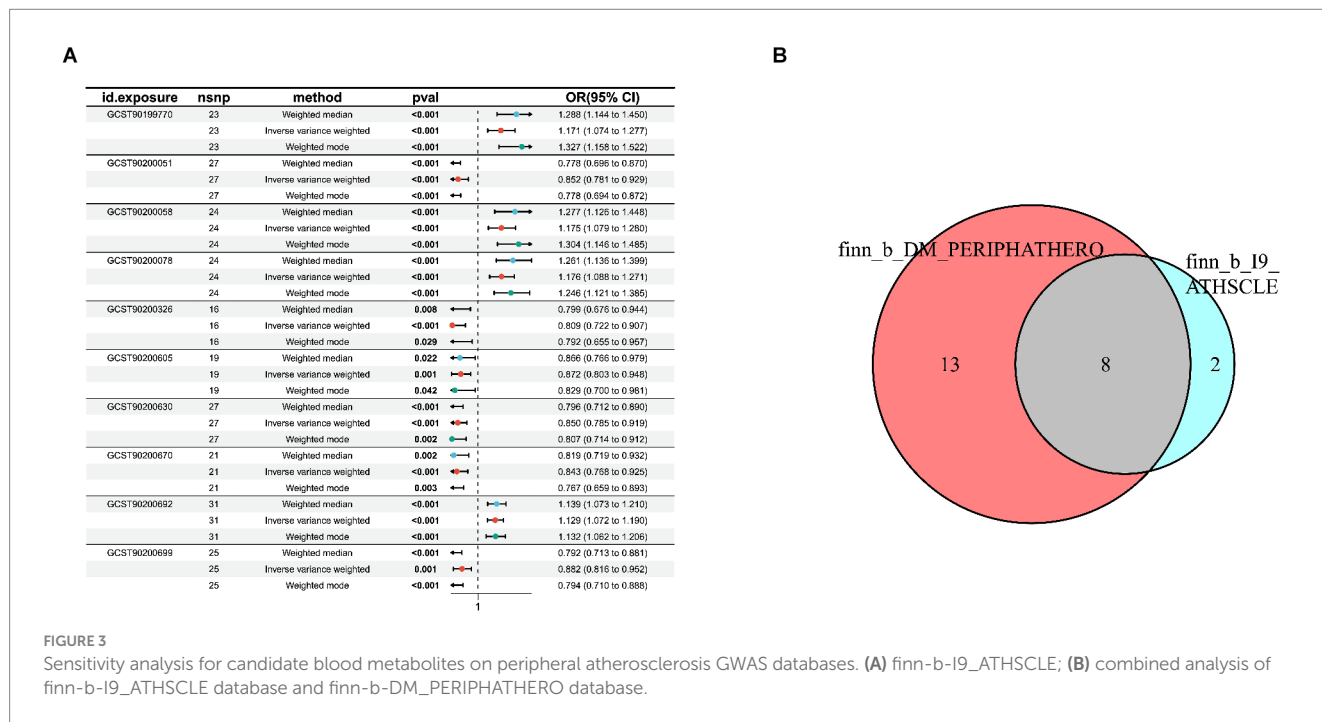 A
B
id.exposure nsnp method pval OR(95% CI)
GCST90199770 23 Weighted median <0.001 1.288 (1.144 to 1.450)
23 Inverse variance weighted <0.001 1.171 (1.074 to 1.277)
23 Weighted mode <0.001 1.327 (1.158 to 1.522)
GCST90200051 27 Weighted median <0.001 0.778 (0.696 to 0.870)
27 Inverse variance weighted <0.001 0.852 (0.781 to 0.929)
27 Weighted mode <0.001 0.778 (0.694 to 0.872)
GCST90200058 24 Weighted median <0.001 1.277 (1.126 to 1.448)
24 Inverse variance weighted <0.001 1.175 (1.079 to 1.280)
24 Weighted mode <0.001 1.304 (1.146 to 1.485)
GCST90200078 24 Weighted median <0.001 1.261 (1.136 to 1.399)
24 Inverse variance weighted <0.001 1.176 (1.088 to 1.271)
24 Weighted mode <0.001 1.246 (1.121 to 1.385)
GCST90200326 16 Weighted median 0.008 0.799 (0.676 to 0.944)
16 Inverse variance weighted <0.001 0.809 (0.722 to 0.907)
16 Weighted mode 0.029 0.792 (0.655 to 0.957)
GCST90200605 19 Weighted median 0.022 0.866 (0.766 to 0.979)
19 Inverse variance weighted 0.001 0.872 (0.803 to 0.948)
19 Weighted mode 0.042 0.829 (0.700 to 0.981)
GCST90200630 27 Weighted median <0.001 0.796 (0.712 to 0.890)
27 Inverse variance weighted <0.001 0.850 (0.785 to 0.919)
27 Weighted mode 0.002 0.807 (0.714 to 0.912)
GCST90200670 21 Weighted median 0.002 0.819 (0.719 to 0.932)
21 Inverse variance weighted <0.001 0.843 (0.768 to 0.925)
21 Weighted mode 0.003 0.767 (0.659 to 0.893)
GCST90200692 31 Weighted median <0.001 1.139 (1.073 to 1.210)
31 Inverse variance weighted <0.001 1.129 (1.072 to 1.190)
31 Weighted mode <0.001 1.132 (1.062 to 1.206)
GCST90200699 25 Weighted median <0.001 0.792 (0.713 to 0.881)
25 Inverse variance weighted 0.001 0.882 (0.816 to 0.952)
25 Weighted mode <0.001 0.794 (0.710 to 0.888)
1
finn_b_DM_PERIPHATHERO
finn_b_I9_
ATHSCLE
13
8
2
FIGURE 3
Sensitivity analysis for candidate blood metabolites on peripheral atherosclerosis GWAS databases. (A) finn-b-I9_ATHSCLE; (B) combined analysis of
finn-b-I9_ATHSCLE database and finn-b-DM_PERIPHATHERO database.